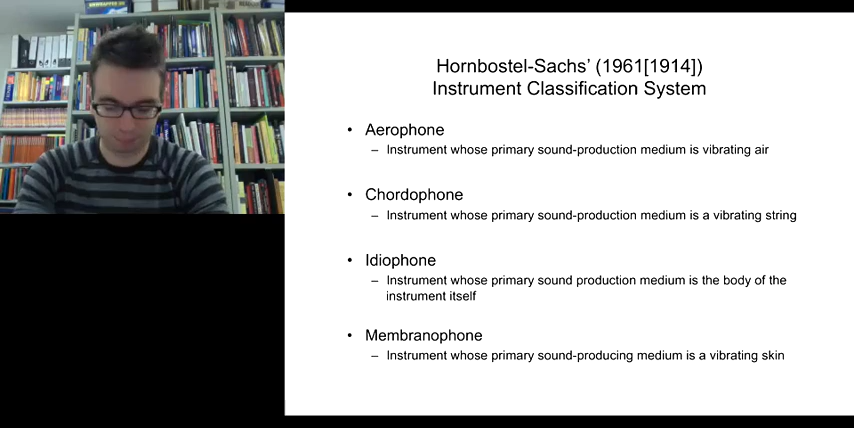 Hornbostel-Sachs’ (1961[1914])
Instrument Classification System
• Aerophone
– Instrument whose primary sound-production medium is vibrating air
• Chordophone
– Instrument whose primary sound-production medium is a vibrating string
• Idiophone
– Instrument whose primary sound production medium is the body of the
instrument itself
• Membranophone
– Instrument whose primary sound-producing medium is a vibrating skin